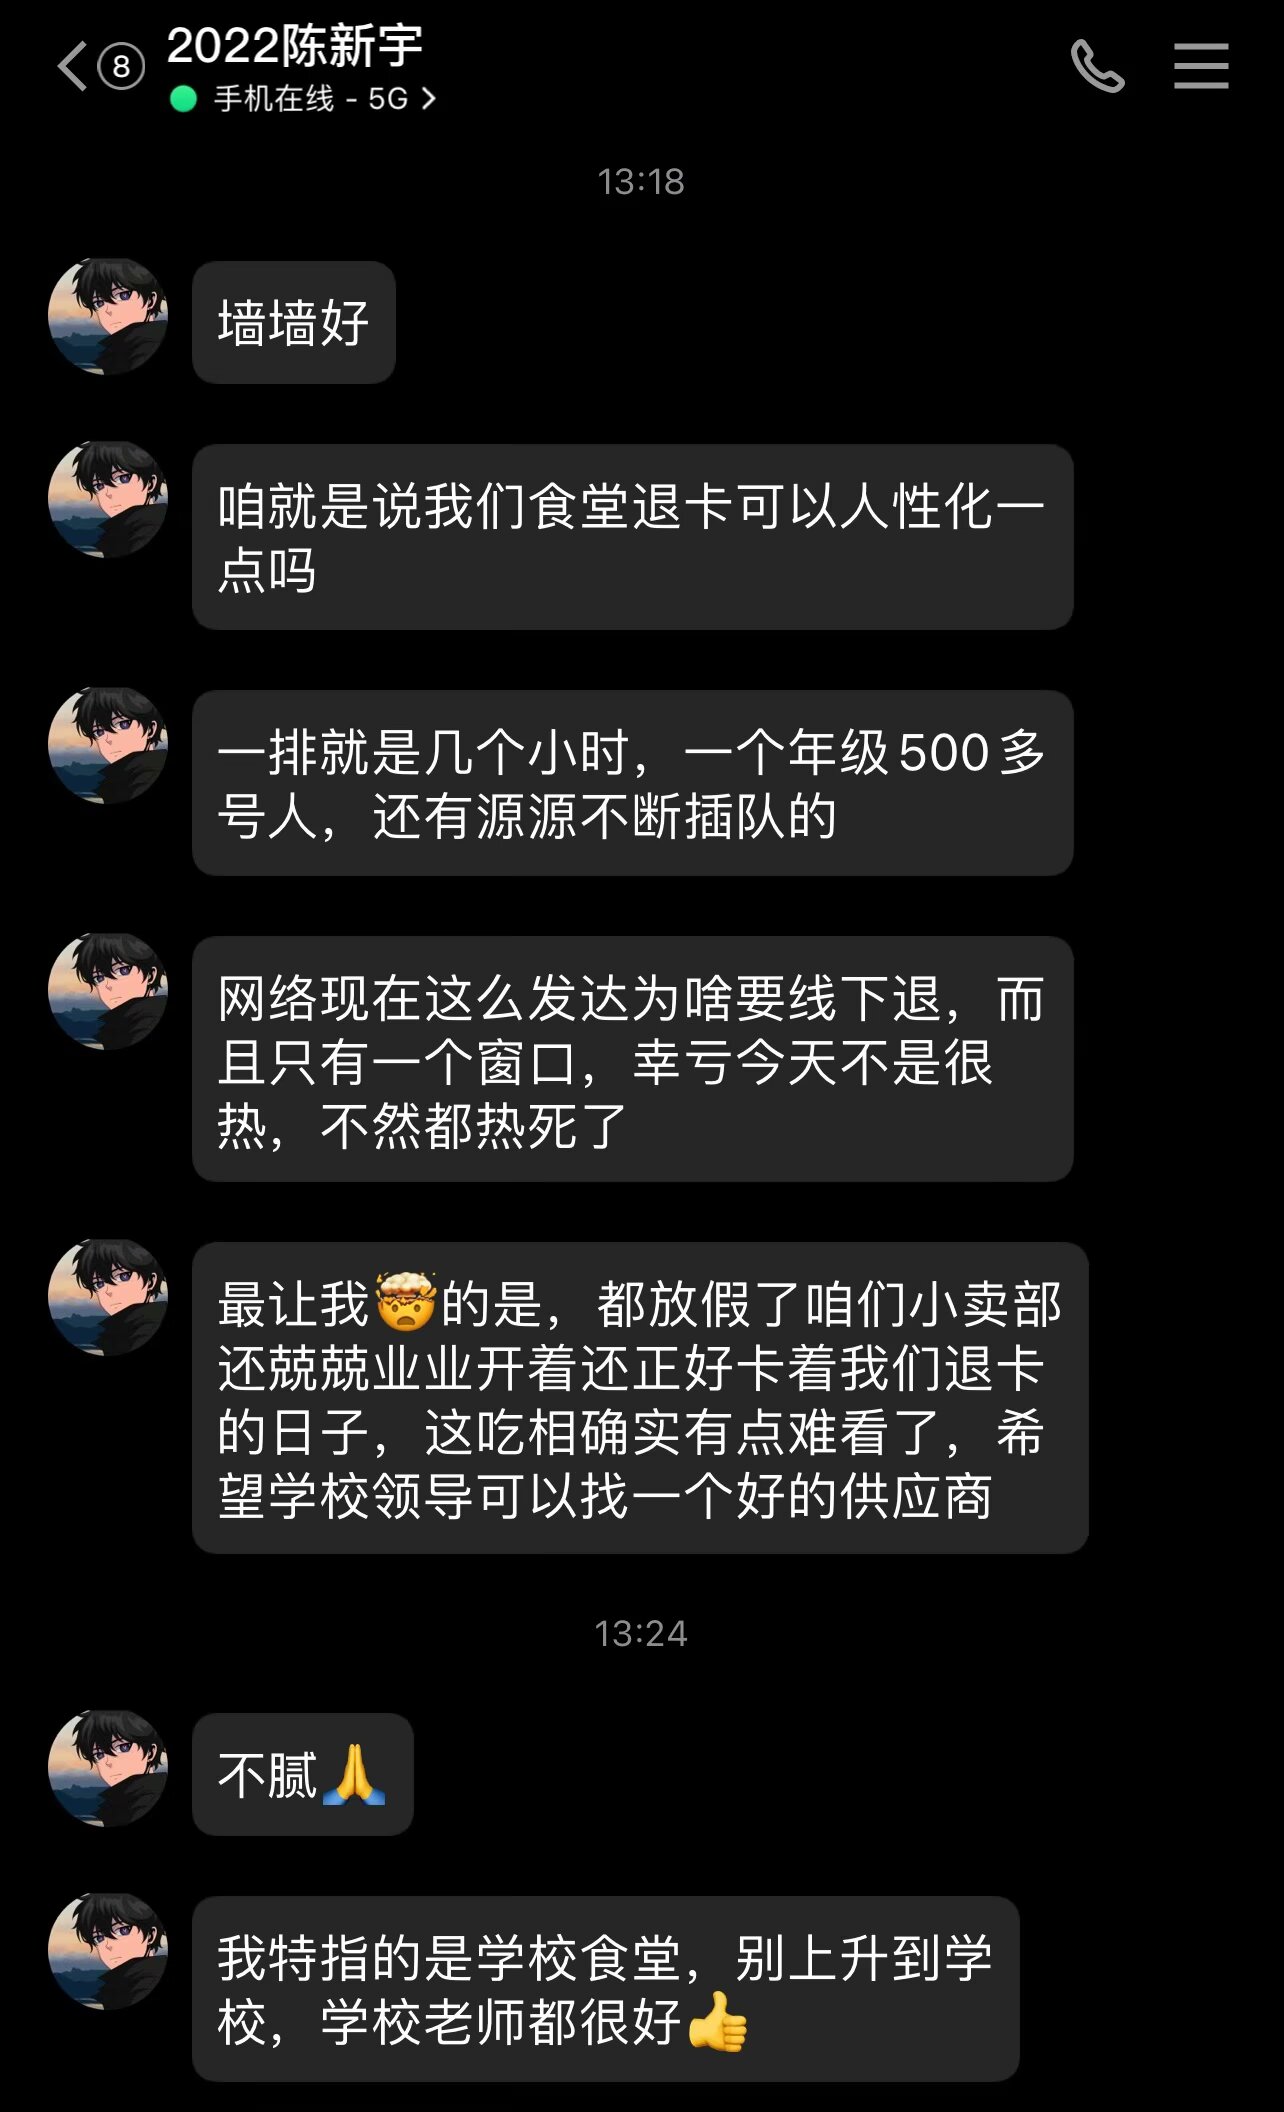 8
2022陈新宇
手机在线 - 5G
13:18
墙墙好
咱就是说我们食堂退卡可以人性化一
点吗
一排就是几个小时，一个年级500多
号人，还有源源不断插队的
网络现在这么发达为啥要线下退，而
且只有一个窗口，幸亏今天不是很
热，不然都热死了
最让我🤯的是，都放假了咱们小卖部
还兢兢业业开着还正好卡着我们退卡
的日子，这吃相确实有点难看了，希
望学校领导可以找一个好的供应商
13:24
不腻🙏
我特指的是学校食堂，别上升到学
校，学校老师都很好👍